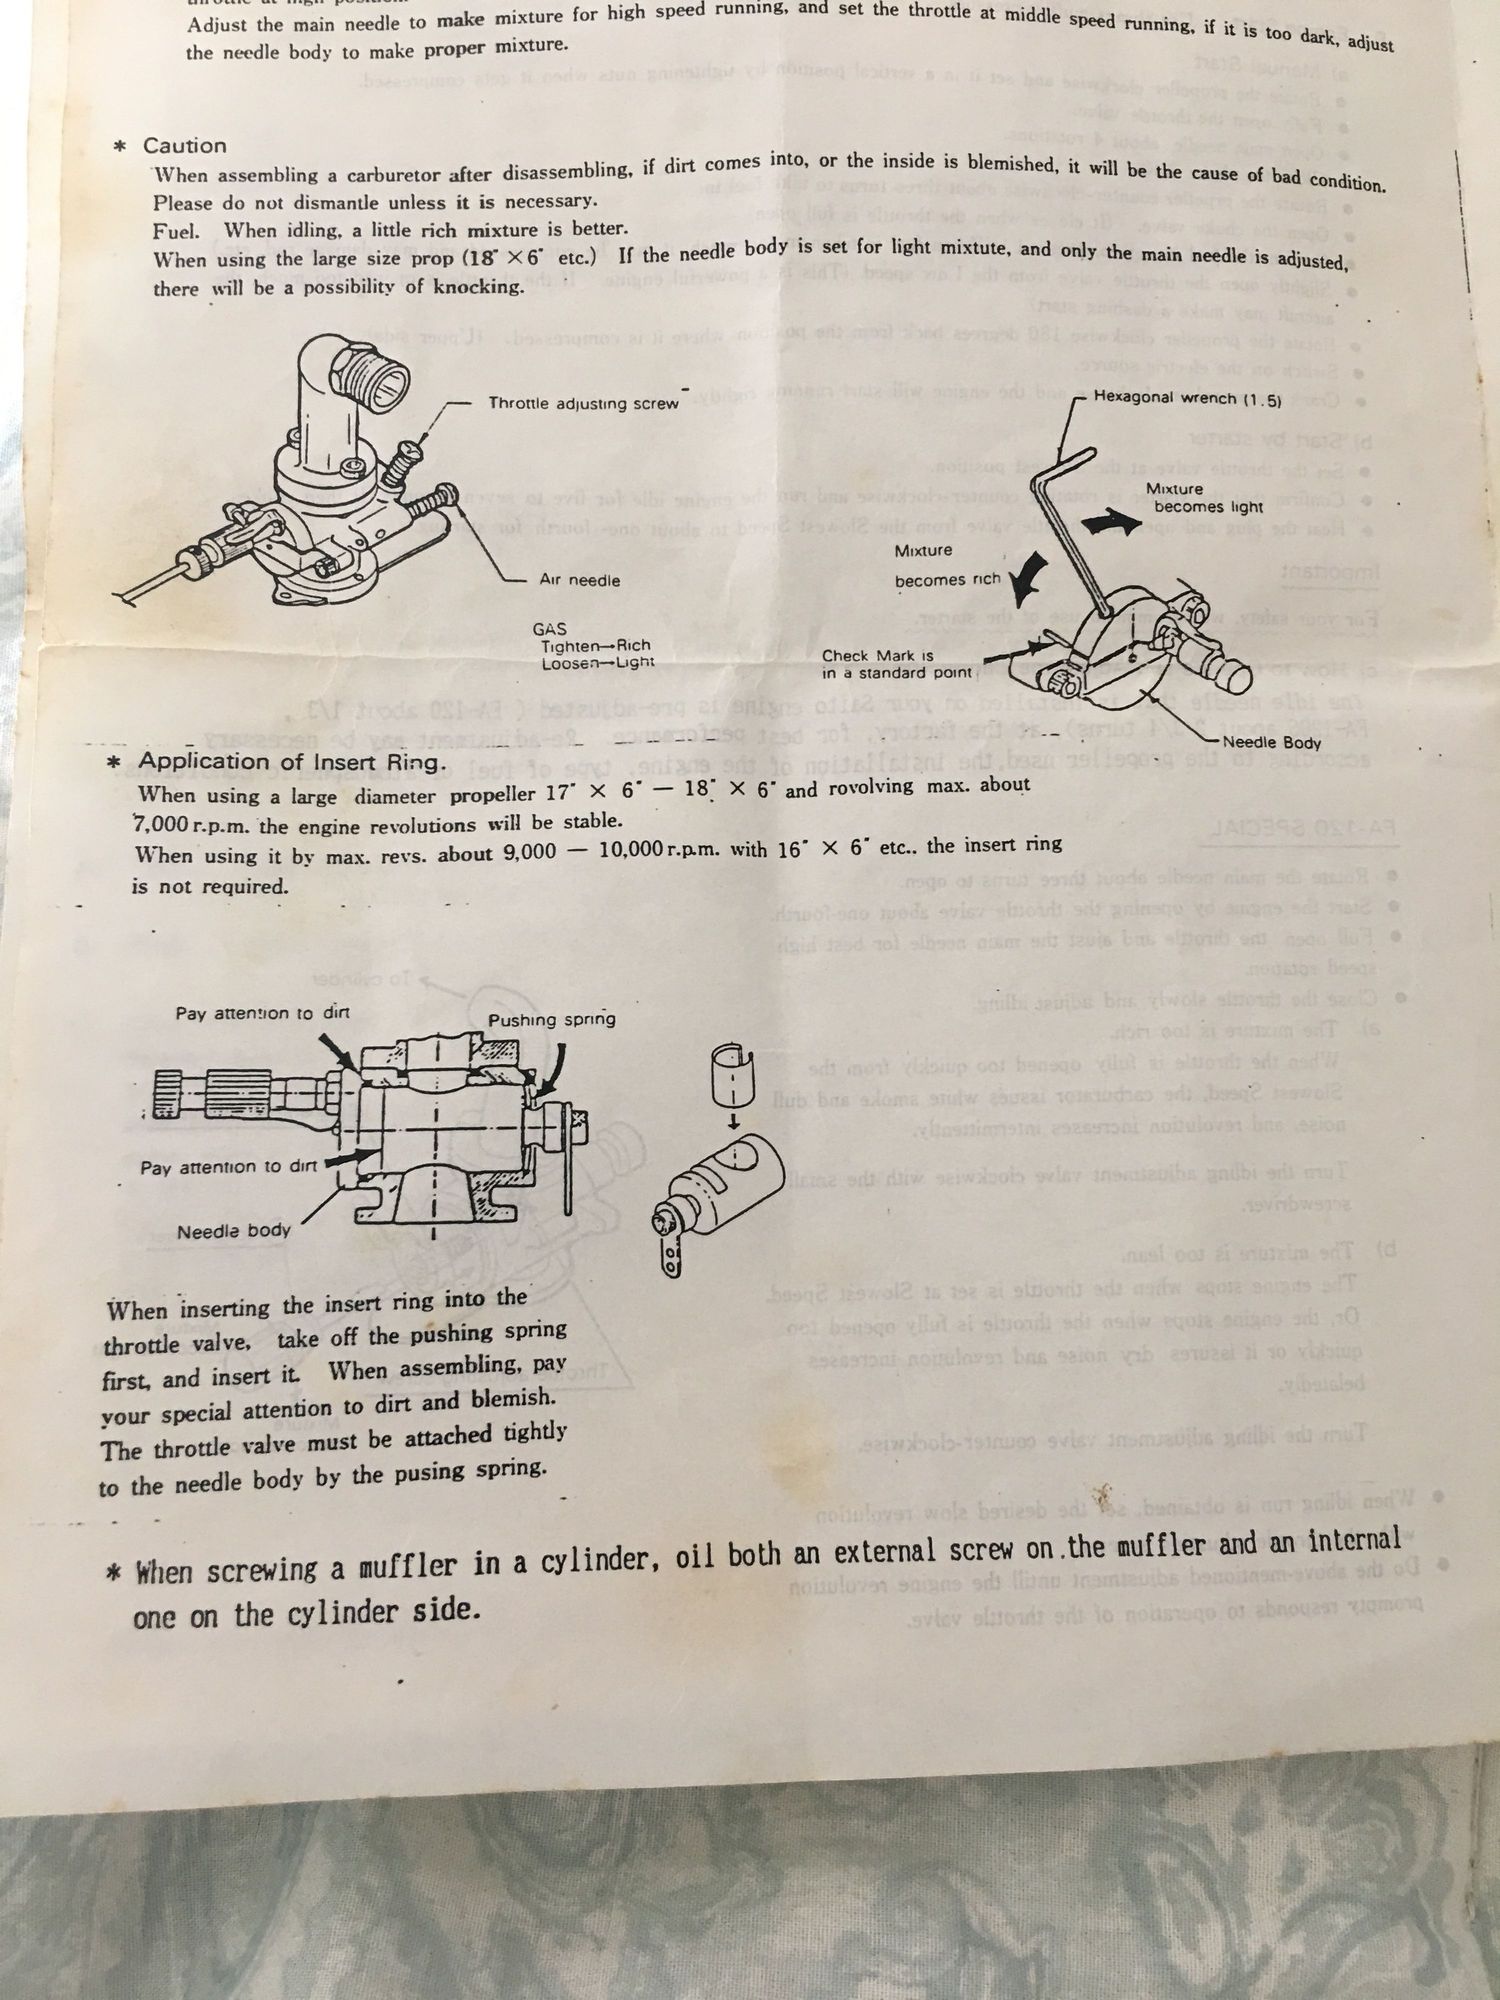 Adjust the main needle to make mixture for high speed running, and set the throttle at middle speed running, if it is too dark, adjust
the needle body to make proper mixture.
* Caution
When assembling a carburetor after disassembling, if dirt comes into, or the inside is blemished, it will be the cause of bad condition.
Please do not dismantle unless it is necessary.
Fuel. When idling, a little rich mixture is better.
When using the large size prop (18" × 6" etc.) If the needle body is set for light mixtute, and only the main needle is adjusted,
there will be a possibility of knocking.
Throttle adjusting screw
Air needle
GAS
Tighten→Rich
Loosen→Light
Hexagonal wrench (1.5)
Mixture
becomes light
Mixture
becomes rich
Check Mark is
in a standard point
Needle Body
* Application of Insert Ring.
When using a large diameter propeller 17" × 6" — 18" × 6" and rovolving max. about
7,000 r.p.m. the engine revolutions will be stable.
When using it by max. revs. about 9,000 — 10,000 r.p.m. with 16" × 6" etc.. the insert ring
is not required.
Pay attention to dirt
Pushing spring
Pay attention to dirt
Needle body
When inserting the insert ring into the
throttle valve, take off the pushing spring
first, and insert it. When assembling, pay
your special attention to dirt and blemish.
The throttle valve must be attached tightly
to the needle body by the pusing spring.
* When screwing a muffler in a cylinder, oil both an external screw on the muffler and an internal
one on the cylinder side.